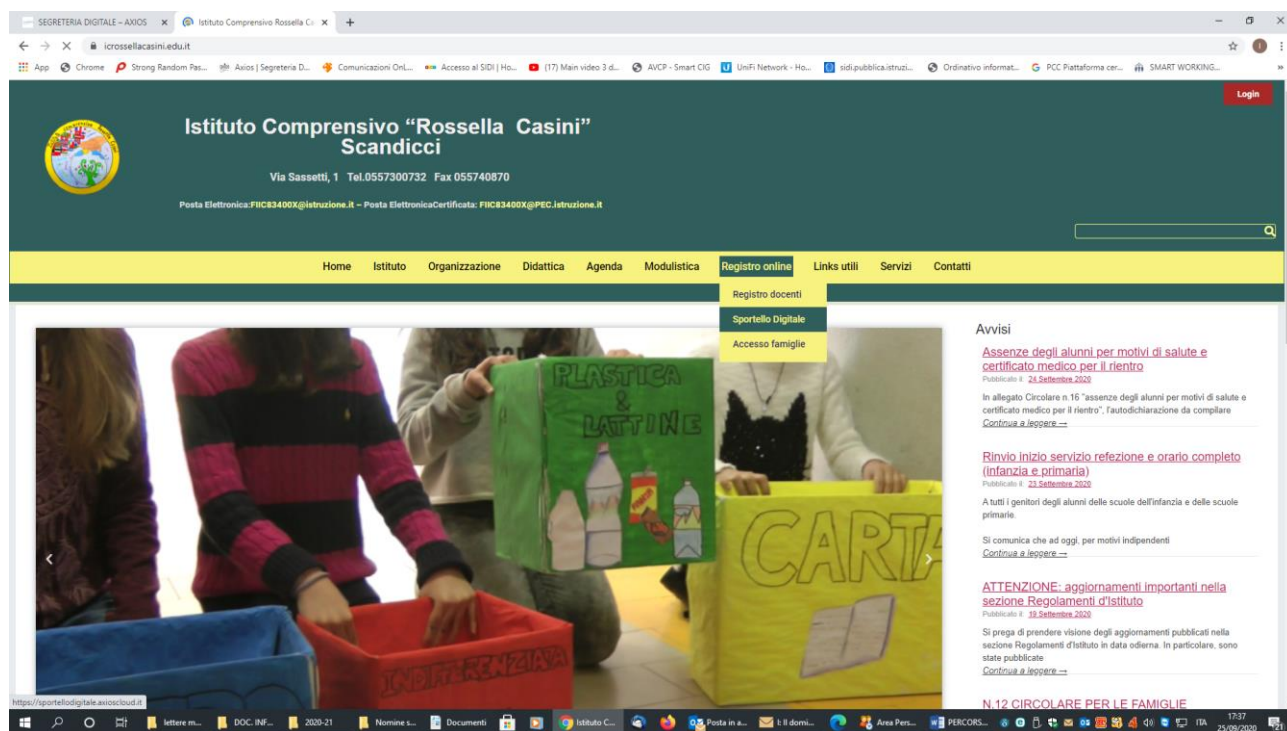 SEGRETERIA DIGITALE – AXIOS
Istituto Comprensivo Rossella Ca
icrossellacasini.edu.it
App Chrome Strong Random Pas... Axios | Segreteria D... Comunicazioni OnL... Accesso al SIDI | Ho... (17) Main video 3 d... AVCP - Smart CIG UniFi Network - Ho... sidi.pubblica.istruzi... Ordinativo informat... PCC Piattaforma cer... SMART WORKING...
Login
Istituto Comprensivo “Rossella Casini”
Scandicci
Via Sassetti, 1 Tel.0557300732 Fax 055740870
Posta Elettronica:FIIC83400X@istruzione.it – Posta ElettronicaCertificata: FIIC83400X@PEC.istruzione.it
Home Istituto Organizzazione Didattica Agenda Modulistica Registro online Links utili Servizi Contatti
Registro docenti
Sportello Digitale
Accesso famiglie
PLASTICA
&
LATTINE
CARTA
INDIFFERENZIATA
Avvisi
Assenze degli alunni per motivi di salute e
certificato medico per il rientro
Pubblicato il: 24 Settembre 2020
In allegato Circolare n.16 "assenze degli alunni per motivi di salute e
certificato medico per il rientro", l'autodichiarazione da compilare
Continua a leggere →
Rinvio inizio servizio refezione e orario completo
(infanzia e primaria)
Pubblicato il: 23 Settembre 2020
A tutti i genitori degli alunni delle scuole dell'infanzia e delle scuole
primarie.
Si comunica che ad oggi, per motivi indipendenti
Continua a leggere →
ATTENZIONE: aggiornamenti importanti nella
sezione Regolamenti d'Istituto
Pubblicato il: 19 Settembre 2020
Si prega di prendere visione degli aggiornamenti pubblicati nella
sezione Regolamenti d'Istituto in data odierna. In particolare, sono
state pubblicate
Continua a leggere →
N.12 CIRCOLARE PER LE FAMIGLIE
https://sportellodigitale.axioscloud.it
lettere m... DOC. INF... 2020-21 Nomine s... Documenti Istituto C... Posta in a... I: Il domi... Area Pers... PERCORS... ITA 17:37
25/09/2020